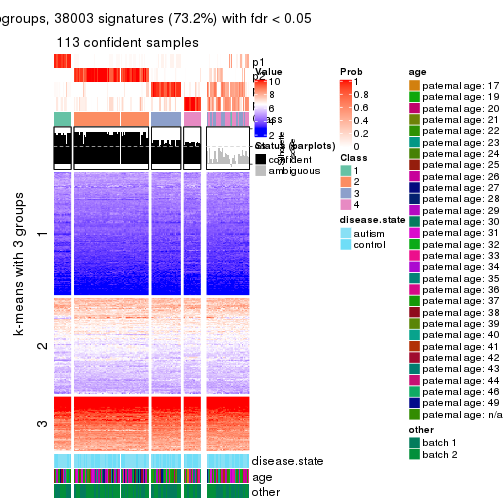 ogroups, 38003 signatures (73.2%) with fdr < 0.05
113 confident samples
p1
p2
Value
10
8
6
4
2
Status (barplots)
confident
ambiguous
Prob
1
0.8
0.6
0.4
0.2
0
Class
1
2
3
4
disease.state
autism
control
age
paternal age: 17
paternal age: 19
paternal age: 20
paternal age: 21
paternal age: 22
paternal age: 23
paternal age: 24
paternal age: 25
paternal age: 26
paternal age: 27
paternal age: 28
paternal age: 29
paternal age: 30
paternal age: 31
paternal age: 32
paternal age: 33
paternal age: 34
paternal age: 35
paternal age: 36
paternal age: 37
paternal age: 38
paternal age: 39
paternal age: 40
paternal age: 41
paternal age: 42
paternal age: 43
paternal age: 44
paternal age: 46
paternal age: 49
paternal age: n/a
other
batch 1
batch 2
k-means with 3 groups
1
2
3
disease.state
age
other